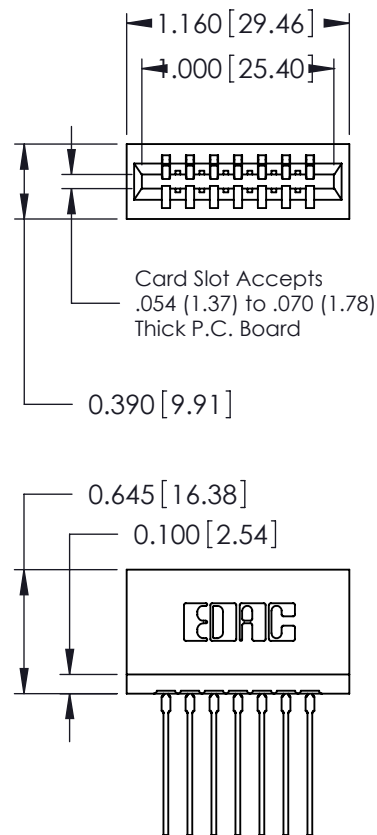 1.160 [29.46]
1.000 [25.40]
Card Slot Accepts
.054 (1.37) to .070 (1.78)
Thick P.C. Board
0.390 [9.91]
0.645 [16.38]
0.100 [2.54]
EDAC